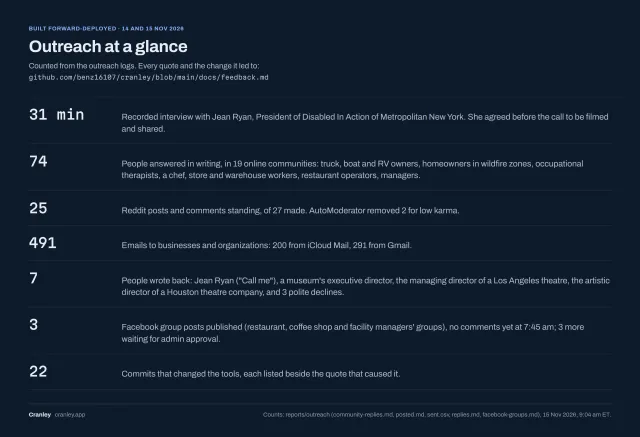 BUILT FORWARD-DEPLOYED · 14 AND 15 NOV 2026
Outreach at a glance
Counted from the outreach logs. Every quote and the change it led to:
github.com/benz16107/cranley/blob/main/docs/feedback.md
31 min
Recorded interview with Jean Ryan, President of Disabled In Action of Metropolitan New York. She agreed before the call to be filmed
and shared.
74
People answered in writing, in 19 online communities: truck, boat and RV owners, homeowners in wildfire zones, occupational
therapists, a chef, store and warehouse workers, restaurant operators, managers.
25
Reddit posts and comments standing, of 27 made. AutoModerator removed 2 for low karma.
491
Emails to businesses and organizations: 200 from iCloud Mail, 291 from Gmail.
7
People wrote back: Jean Ryan ("Call me"), a museum's executive director, the managing director of a Los Angeles theatre, the artistic
director of a Houston theatre company, and 3 polite declines.
3
Facebook group posts published (restaurant, coffee shop and facility managers' groups), no comments yet at 7:45 am; 3 more
waiting for admin approval.
22
Commits that changed the tools, each listed beside the quote that caused it.
Cranley cranley.app
Counts: reports/outreach (community-replies.md, posted.md, sent.csv, replies.md, facebook-groups.md), 15 Nov 2026, 9:04 am ET.